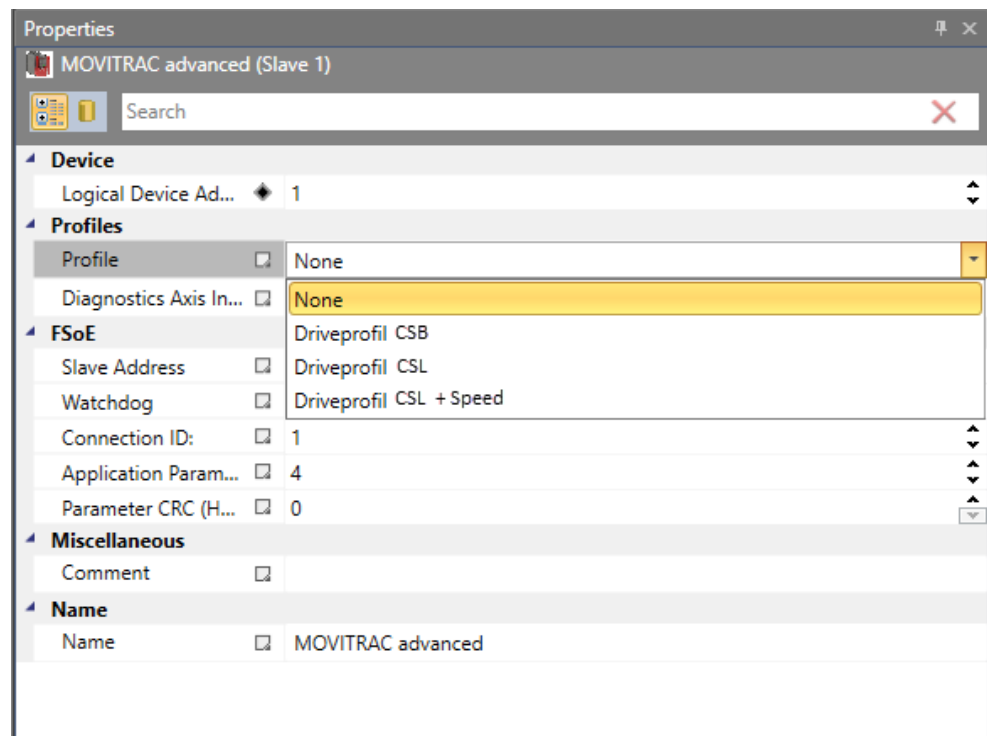 Properties
MOVITRAC advanced (Slave 1)
Search
Device
Logical Device Ad... 1
Profiles
Profile None
Diagnostics Axis In... None
Driveprofil CSB
FSoE
Slave Address Driveprofil CSL
Watchdog Driveprofil CSL + Speed
Connection ID: 1
Application Param... 4
Parameter CRC (H... 0
Miscellaneous
Comment
Name
Name MOVITRAC advanced